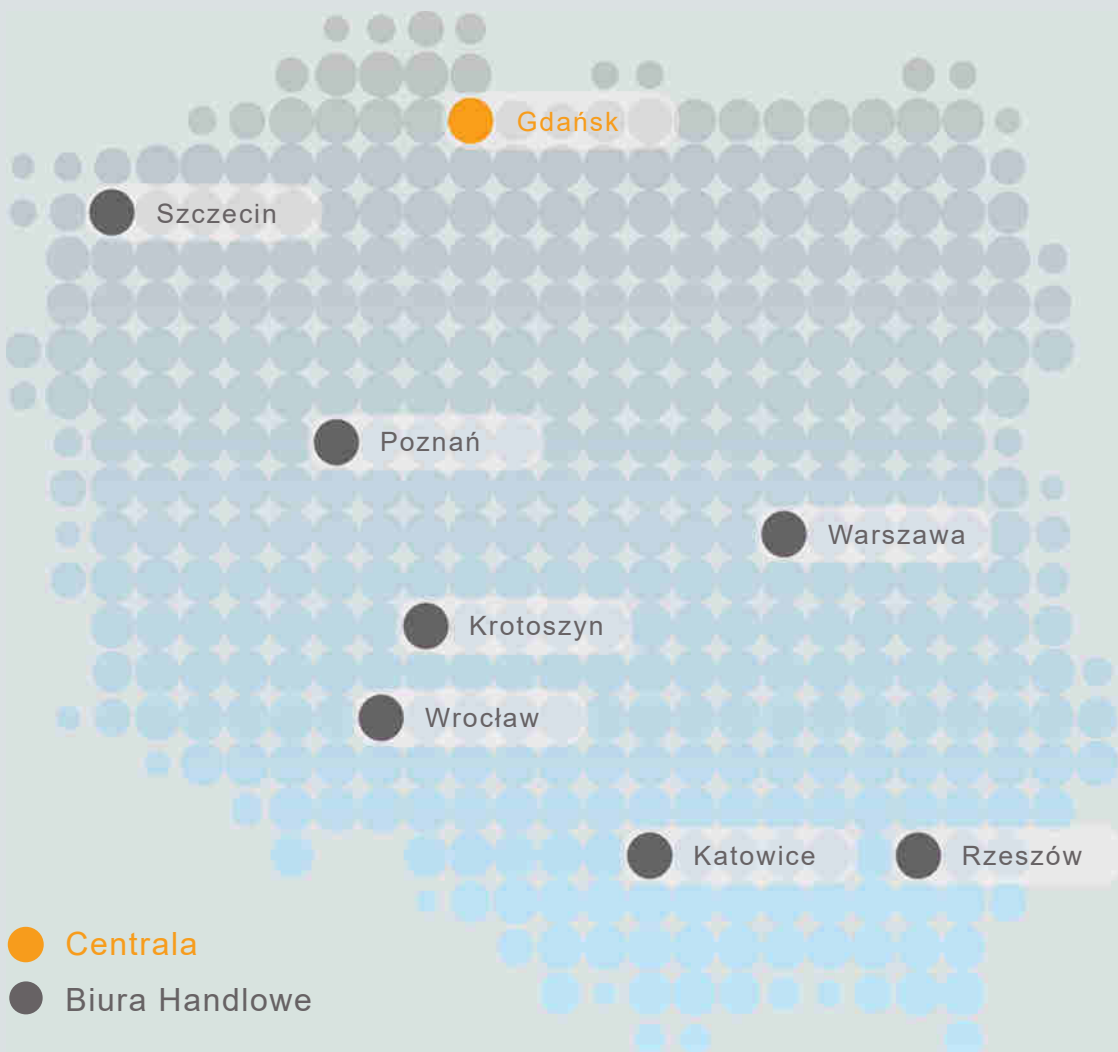 Gdańsk
Szczecin
Poznań
Warszawa
Krotoszyn
Wrocław
Katowice
Rzeszów
Centrala
Biura Handlowe